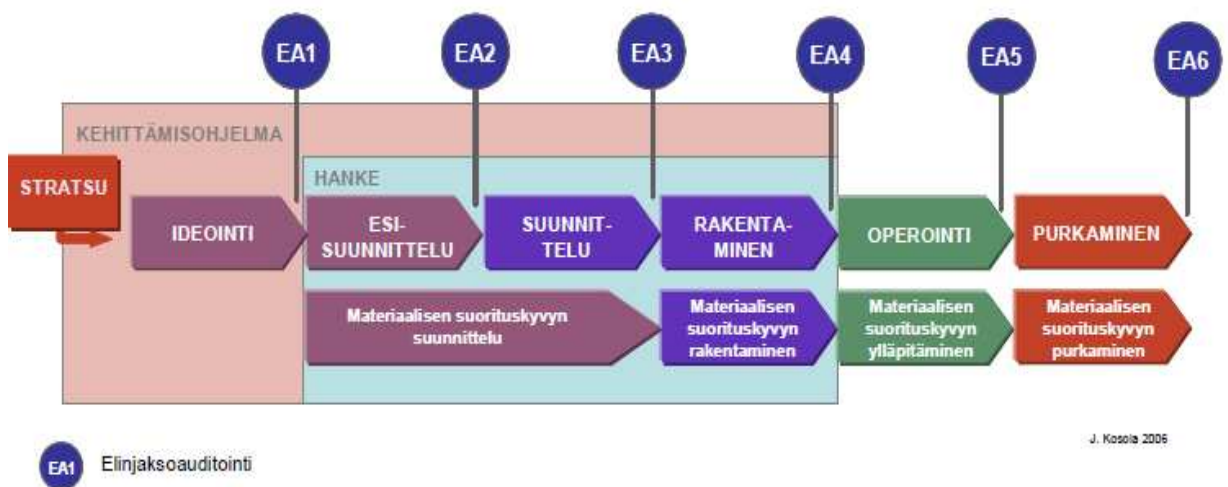 EA1
EA2
EA3
EA4
EA5
EA6
KEHITTÄMISOHJELMA
STRATSU
HANKE
IDEOINTI
ESI-
SUUNNITTELU
SUUNNIT-
TELU
RAKENTA-
MINEN
OPEROINTI
PURKAMINEN
Materiaalisen suorituskyvyn
suunnittelu
Materiaalisen
suorituskyvyn
rakentaminen
Materiaalisen
suorituskyvyn
ylläpitäminen
Materiaalisen
suorituskyvyn
purkaminen
J. Kosola 2006
EA1 Elinjaksoauditointi